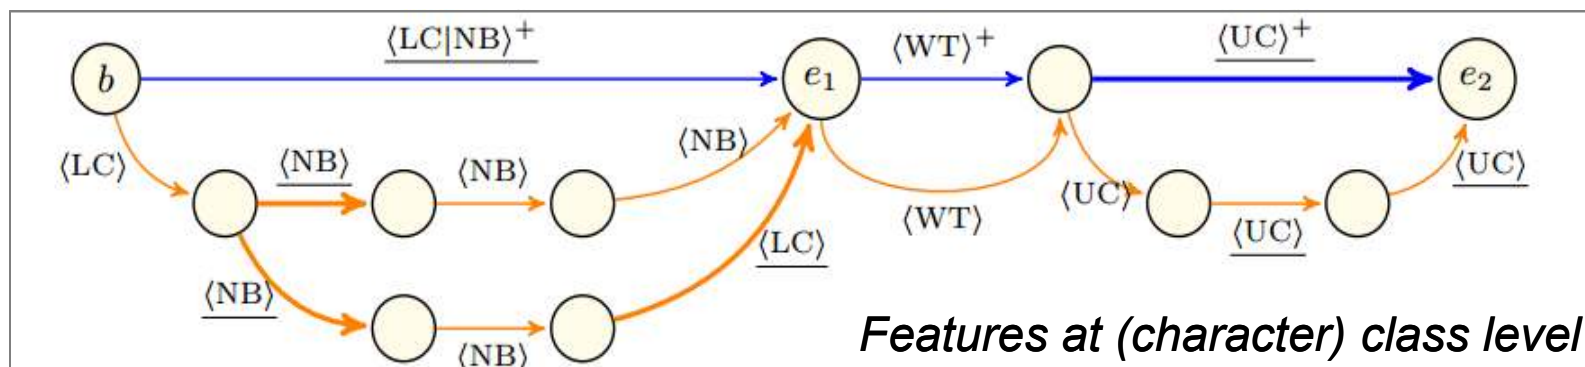 ⟨LC|NB⟩⁺
⟨WT⟩⁺
⟨UC⟩⁺
b
e₁
e₂
⟨LC⟩
⟨NB⟩
⟨NB⟩
⟨NB⟩
⟨UC⟩
⟨UC⟩
⟨WT⟩
⟨LC⟩
⟨UC⟩
⟨NB⟩
⟨NB⟩
Features at (character) class level